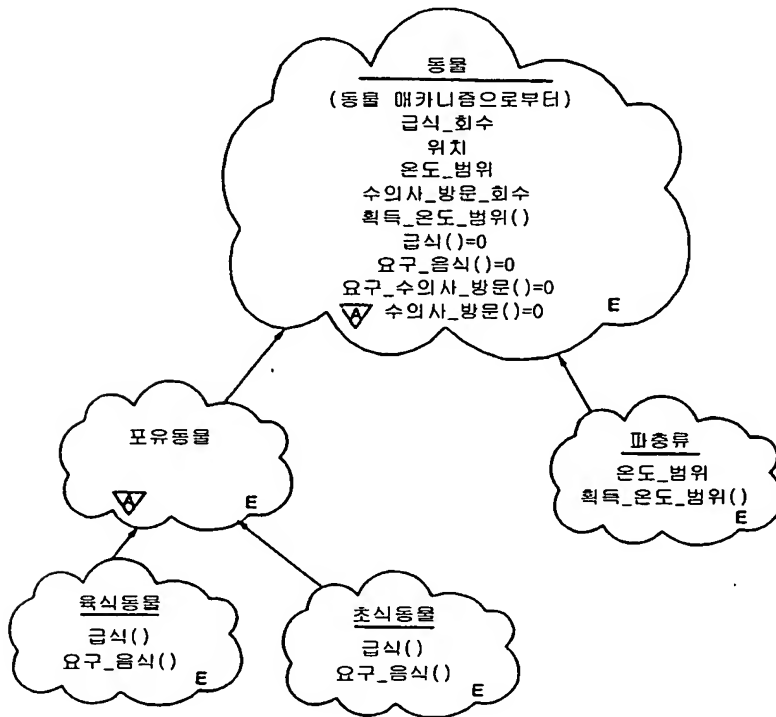 동물
(동물 매카니즘으로부터)
급식_회수
위치
온도_범위
수의사_방문_회수
획득_온도_범위()
급식()=0
요구_음식()=0
요구_수의사_방문()=0
A 수의사_방문()=0 E
포유동물
A E
파충류
온도_범위
획득_온도_범위()
E
육식동물
급식()
요구_음식()
E
초식동물
급식()
요구_음식()
E